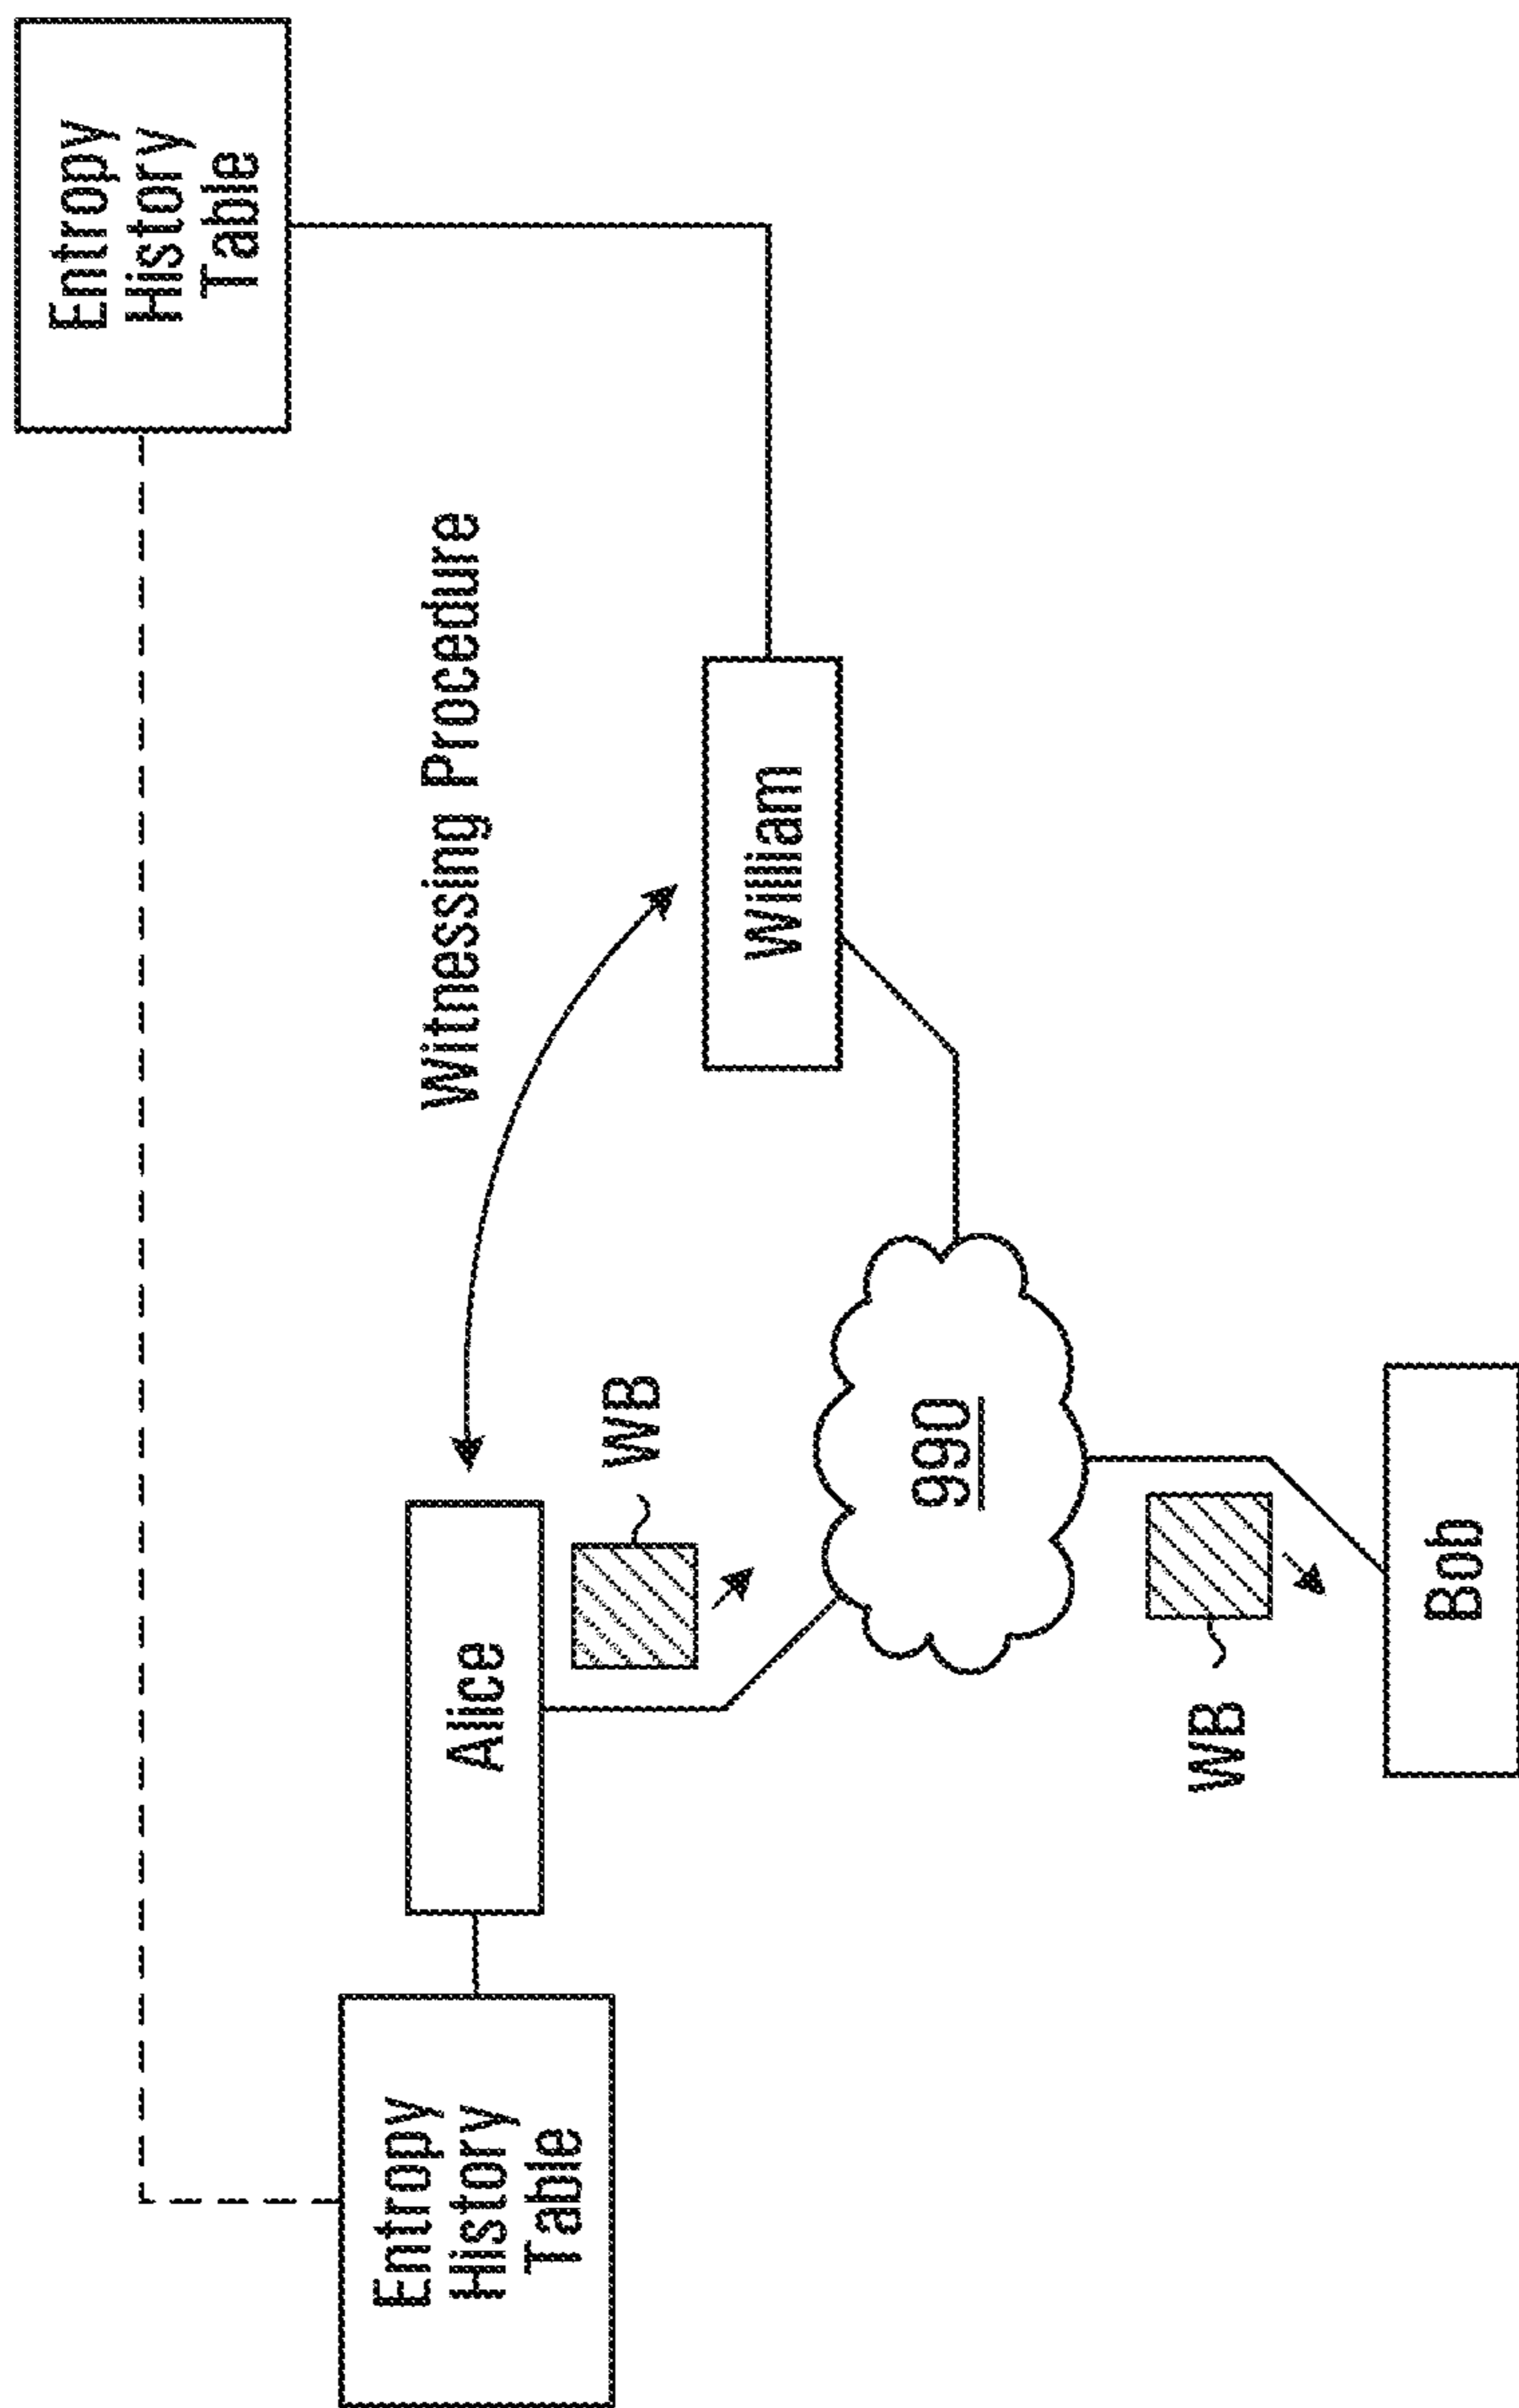 Entropy
History
Table
Witnessing Procedure
Entropy
History
Table
Alice
William
WB
990
WB
Bob